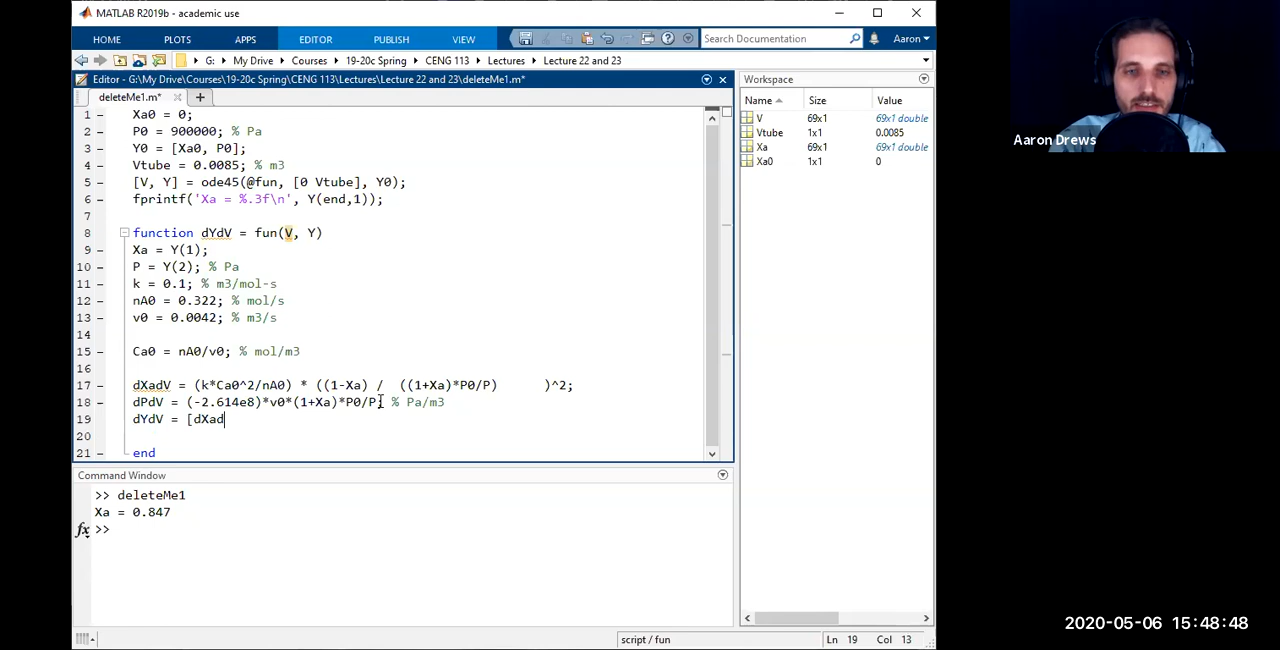 MATLAB R2019b - academic use
HOME PLOTS APPS EDITOR PUBLISH VIEW Search Documentation Aaron
G: My Drive Courses 19-20c Spring CENG 113 Lectures Lecture 22 and 23
Editor - G:\My Drive\Courses\19-20c Spring\CENG 113\Lectures\Lecture 22 and 23\deleteMe1.m*
deleteMe1.m*
1 Xa0 = 0;
2 P0 = 900000; % Pa
3 Y0 = [Xa0, P0];
4 Vtube = 0.0085; % m3
5 [V, Y] = ode45(@fun, [0 Vtube], Y0);
6 fprintf('Xa = %.3f\n', Y(end,1));
7
8 function dYdV = fun(V, Y)
9 Xa = Y(1);
10 P = Y(2); % Pa
11 k = 0.1; % m3/mol-s
12 nA0 = 0.322; % mol/s
13 v0 = 0.0042; % m3/s
14
15 Ca0 = nA0/v0; % mol/m3
16
17 dXadV = (k*Ca0^2/nA0) * ((1-Xa) / ((1+Xa)*P0/P) )^2;
18 dPdV = (-2.614e8)*v0*(1+Xa)*P0/P; % Pa/m3
19 dYdV = [dXad
20
21 end
Command Window
>> deleteMe1
Xa = 0.847
fx >>
Workspace
Name Size Value
V 69x1 69x1 double
Vtube 1x1 0.0085
Xa 69x1 69x1 double
Xa0 1x1 0
script / fun Ln 19 Col 13
Aaron Drews
2020-05-06 15:48:48